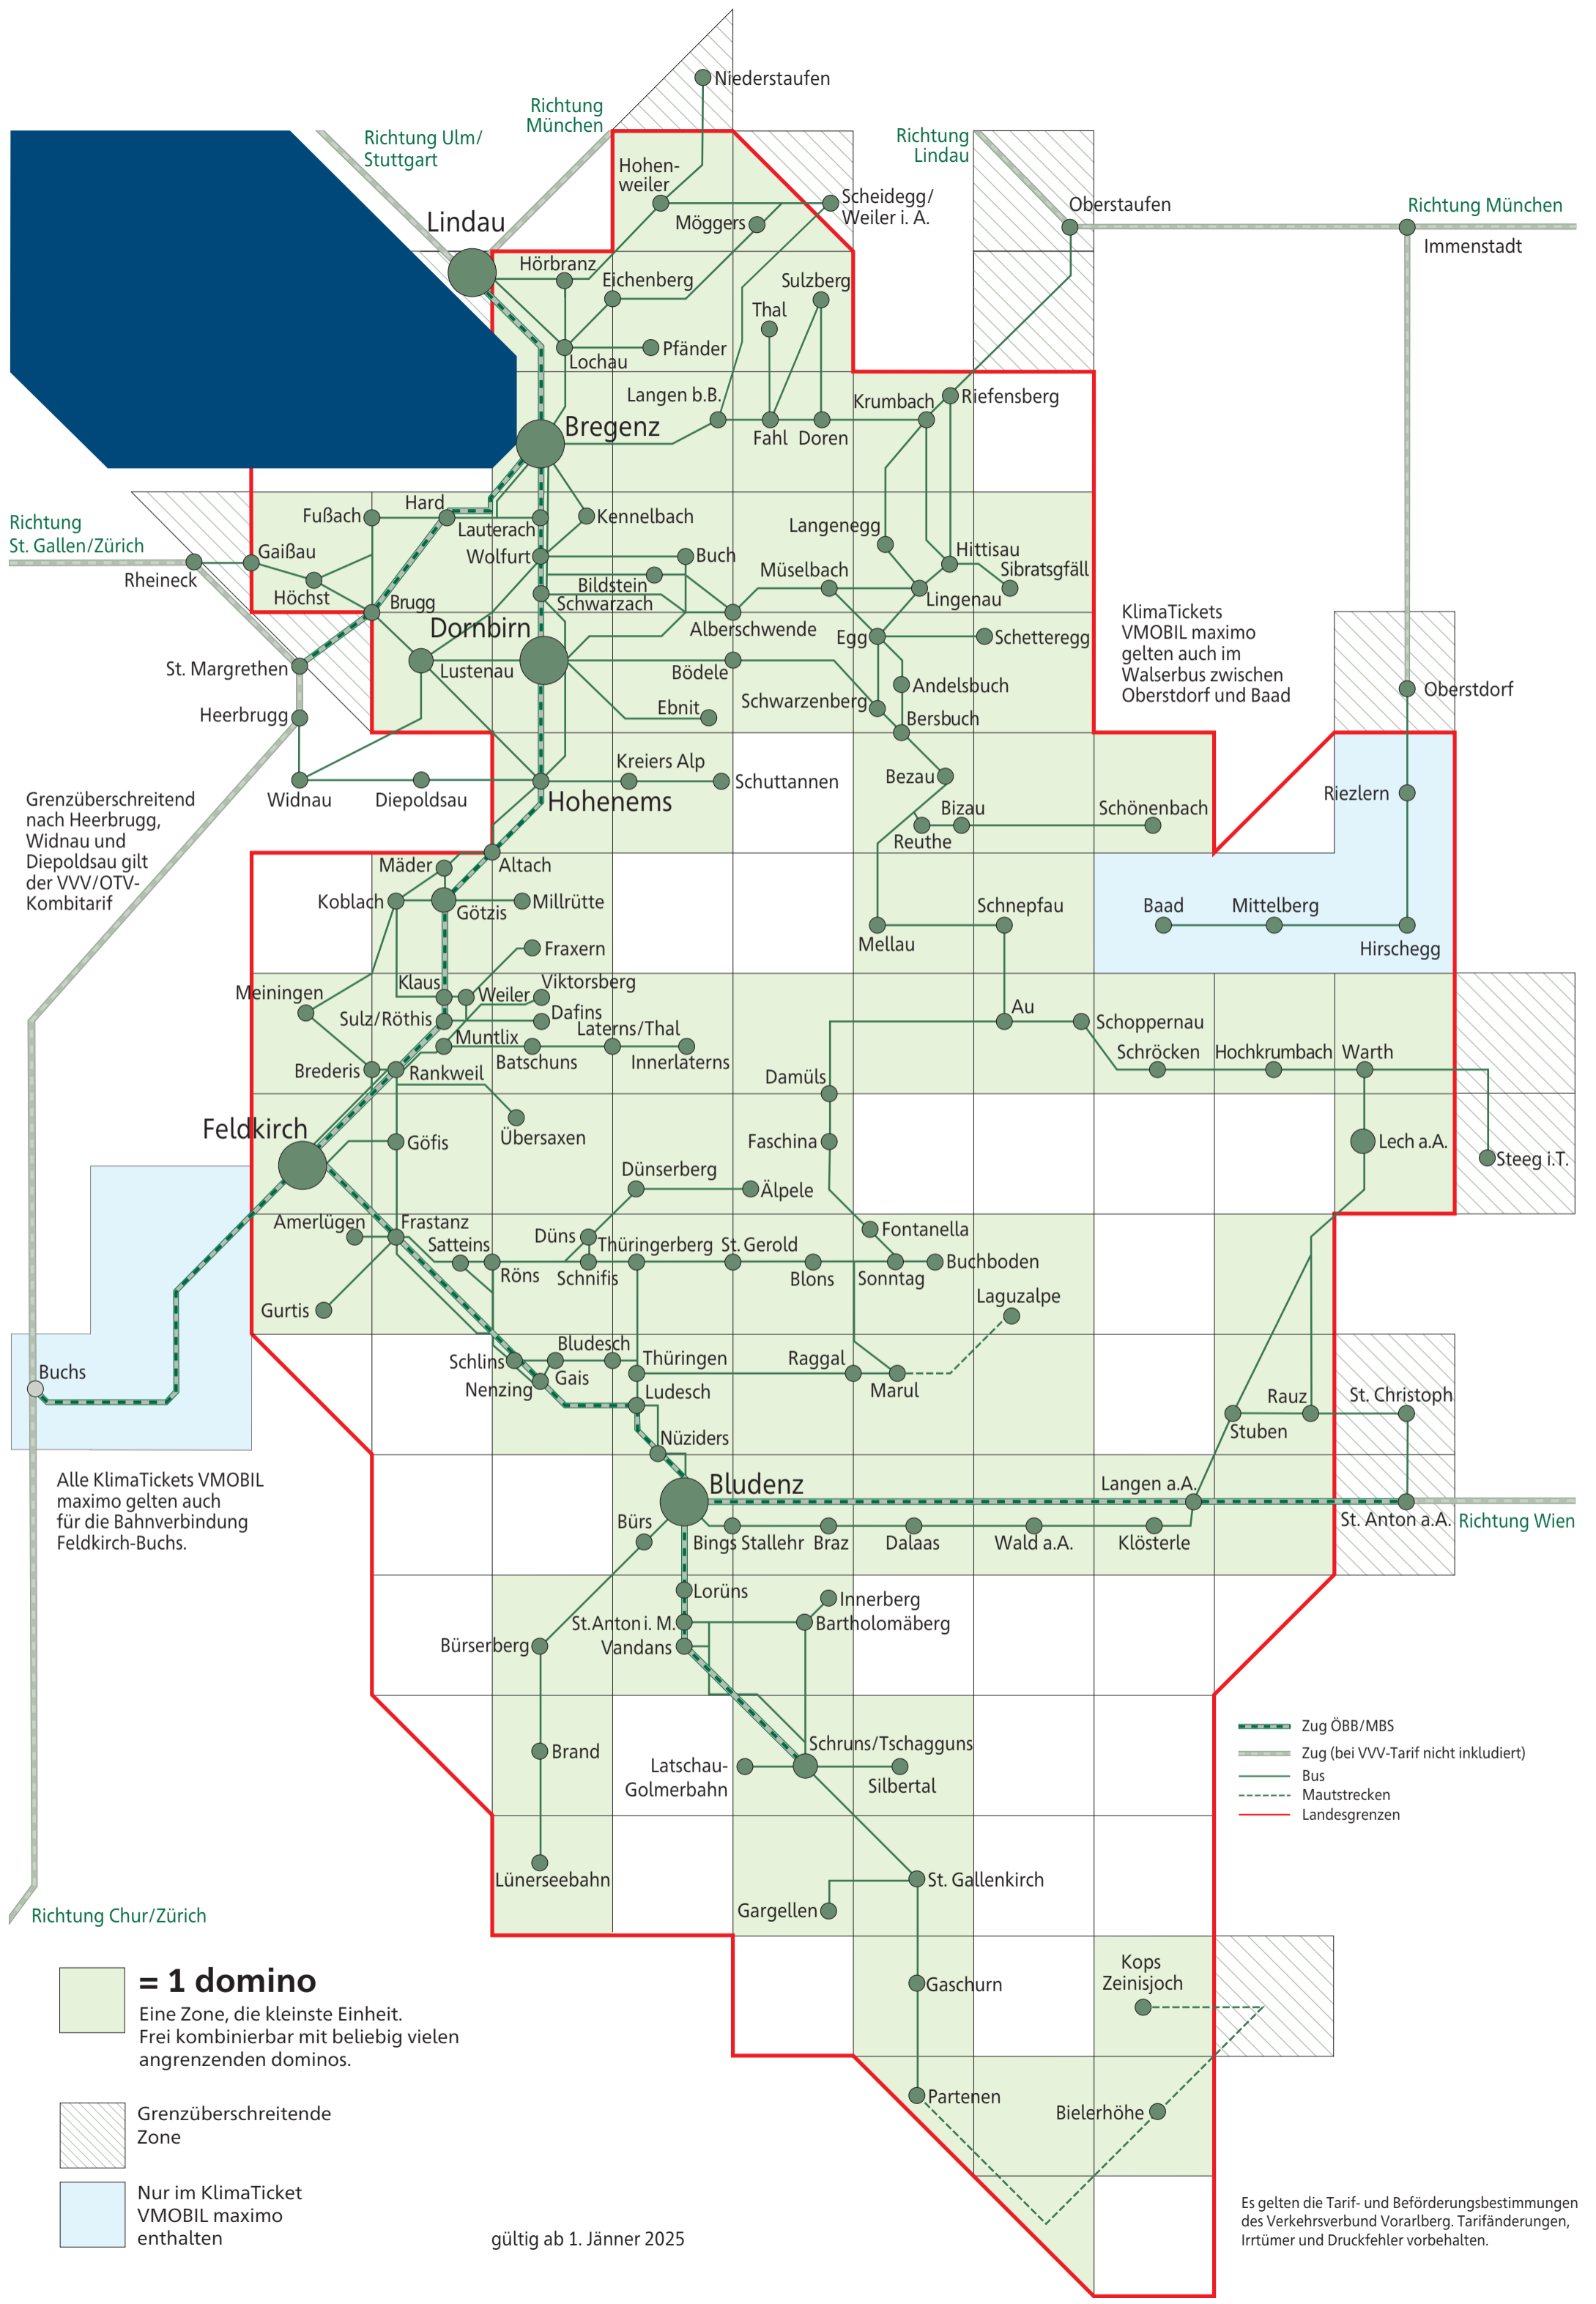 Niederstaufen
Richtung
München
Richtung Ulm/
Stuttgart
Richtung
Lindau
Hohen-
weiler
Scheidegg/
Weiler i. A.
Möggers
Oberstaufen
Richtung München
Immenstadt
Lindau
Hörbranz
Eichenberg
Sulzberg
Thal
Pfänder
Lochau
Langen b.B.
Krumbach
Riefensberg
Bregenz
Fahl
Doren
Hard
Fußach
Lauterach
Kennelbach
Langenegg
Richtung
St. Gallen/Zürich
Gaißau
Wolfurt
Buch
Hittisau
Rheineck
Höchst
Bildstein
Müselbach
Sibratsgfäll
Brugg
Schwarzach
Lingenau
Dornbirn
Alberschwende
Egg
Schetteregg
KlimaTickets
VMOBIL maximo
gelten auch im
Walserbus zwischen
Oberstdorf und Baad
St. Margrethen
Lustenau
Bödele
Andelsbuch
Oberstdorf
Heerbrugg
Ebnit
Schwarzenberg
Bersbuch
Kreiers Alp
Schuttannen
Bezau
Widnau
Diepoldsau
Hohenems
Riezlern
Bizau
Schönenbach
Reuthe
Grenzüberschreitend
nach Heerbrugg,
Widnau und
Diepoldsau gilt
der VVV/OTV-
Kombitarif
Mäder
Altach
Koblach
Götzis
Millrütte
Schnepfau
Baad
Mittelberg
Mellau
Hirschegg
Fraxern
Klaus
Weiler
Viktorsberg
Meiningen
Sulz/Röthis
Dafins
Au
Schoppernau
Muntlix
Laterns/Thal
Batschuns
Innerlaterns
Schröcken
Hochkrumbach
Warth
Brederis
Rankweil
Damüls
Feldkirch
Übersaxen
Göfis
Faschina
Lech a.A.
Steeg i.T.
Dünserberg
Älpele
Amerlügen
Frastanz
Satteins
Düns
Thüringerberg
St. Gerold
Fontanella
Röns
Schnifis
Blons
Sonntag
Buchboden
Gurtis
Laguzalpe
Schlins
Bludesch
Thüringen
Raggal
Buchs
Nenzing
Gais
Ludesch
Marul
Rauz
St. Christoph
Stuben
Nüziders
Alle KlimaTickets VMOBIL
maximo gelten auch
für die Bahnverbindung
Feldkirch-Buchs.
Bludenz
Langen a.A.
St. Anton a.A.
Richtung Wien
Bürs
Bings
Stallehr
Braz
Dalaas
Wald a.A.
Klösterle
Lorüns
Innerberg
St.Anton i. M.
Bartholomäberg
Bürserberg
Vandans
Zug ÖBB/MBS
Zug (bei VVV-Tarif nicht inkludiert)
Bus
Mautstrecken
Landesgrenzen
Brand
Schruns/Tschagguns
Latschau-
Golmerbahn
Silbertal
Lünerseebahn
St. Gallenkirch
Gargellen
Richtung Chur/Zürich
= 1 domino
Eine Zone, die kleinste Einheit.
Frei kombinierbar mit beliebig vielen
angrenzenden dominos.
Gaschurn
Kops
Zeinisjoch
Partenen
Bielerhöhe
Grenzüberschreitende
Zone
Nur im KlimaTicket
VMOBIL maximo
enthalten
gültig ab 1. Jänner 2025
Es gelten die Tarif- und Beförderungsbestimmungen
des Verkehrsverbund Vorarlberg. Tarifänderungen,
Irrtümer und Druckfehler vorbehalten.